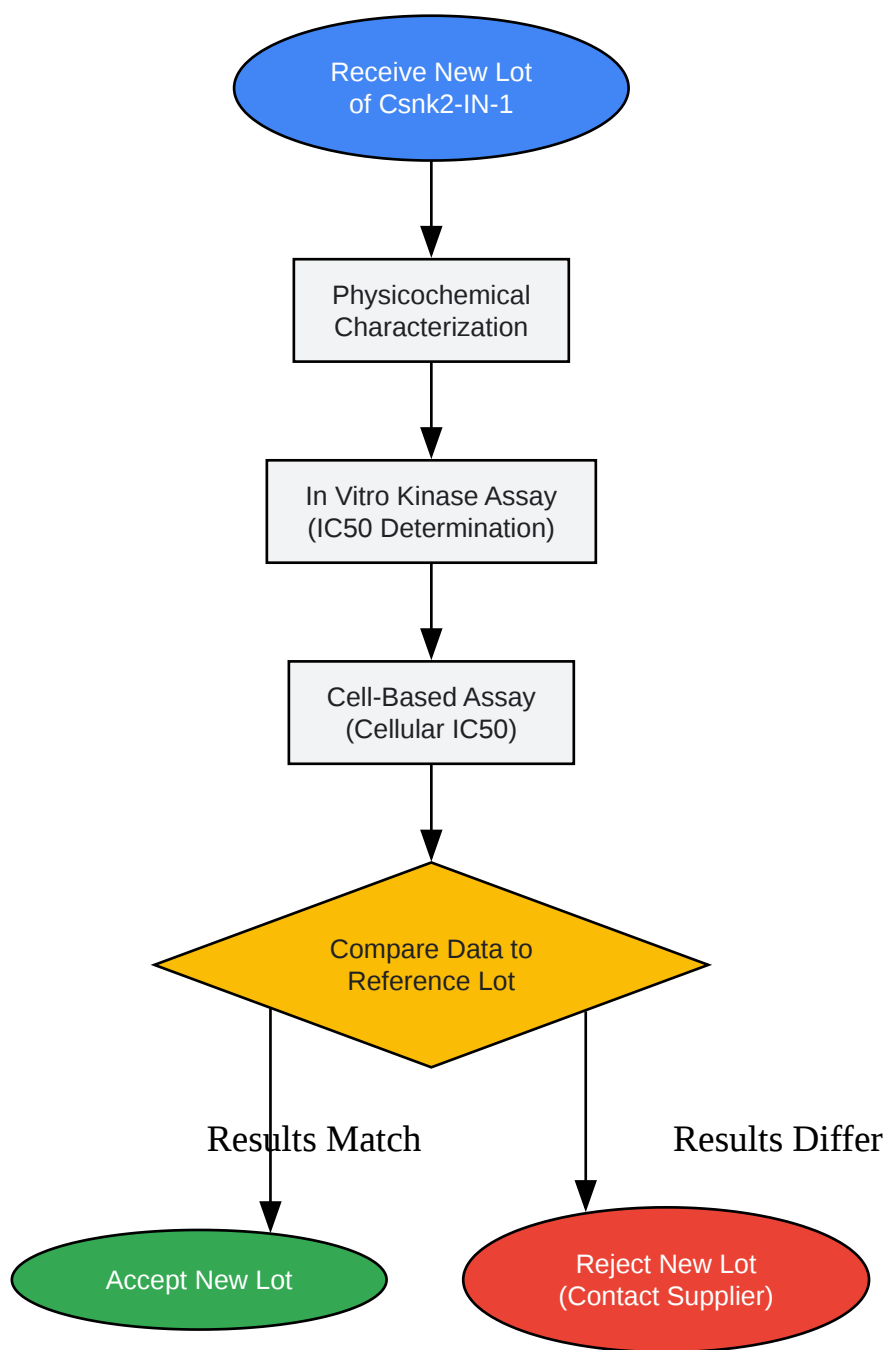 Receive New Lot
of Csnk2-IN-1
Physicochemical
Characterization
In Vitro Kinase Assay
(IC50 Determination)
Cell-Based Assay
(Cellular IC50)
Compare Data to
Reference Lot
Results Match
Results Differ
Accept New Lot
Reject New Lot
(Contact Supplier)